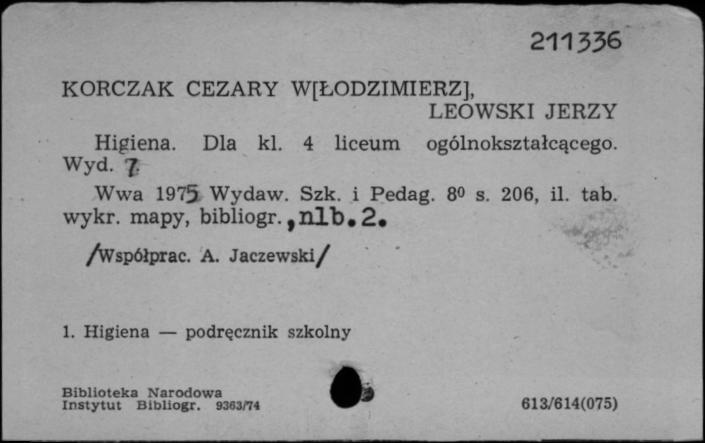 211336
KORCZAK CEZARY W[ŁODZIMIERZ],
LEOWSKI JERZY
Higiena. Dla kl. 4 liceum ogólnokształcącego.
Wyd. 7.
Wwa 1975 Wydaw. Szk. i Pedag. 8⁰ s. 206, il. tab.
wykr. mapy, bibliogr.,nlb.2.
/Współprac. A. Jaczewski/
1. Higiena — podręcznik szkolny
Biblioteka Narodowa
Instytut Bibliogr. 9363/74
613/614(075)